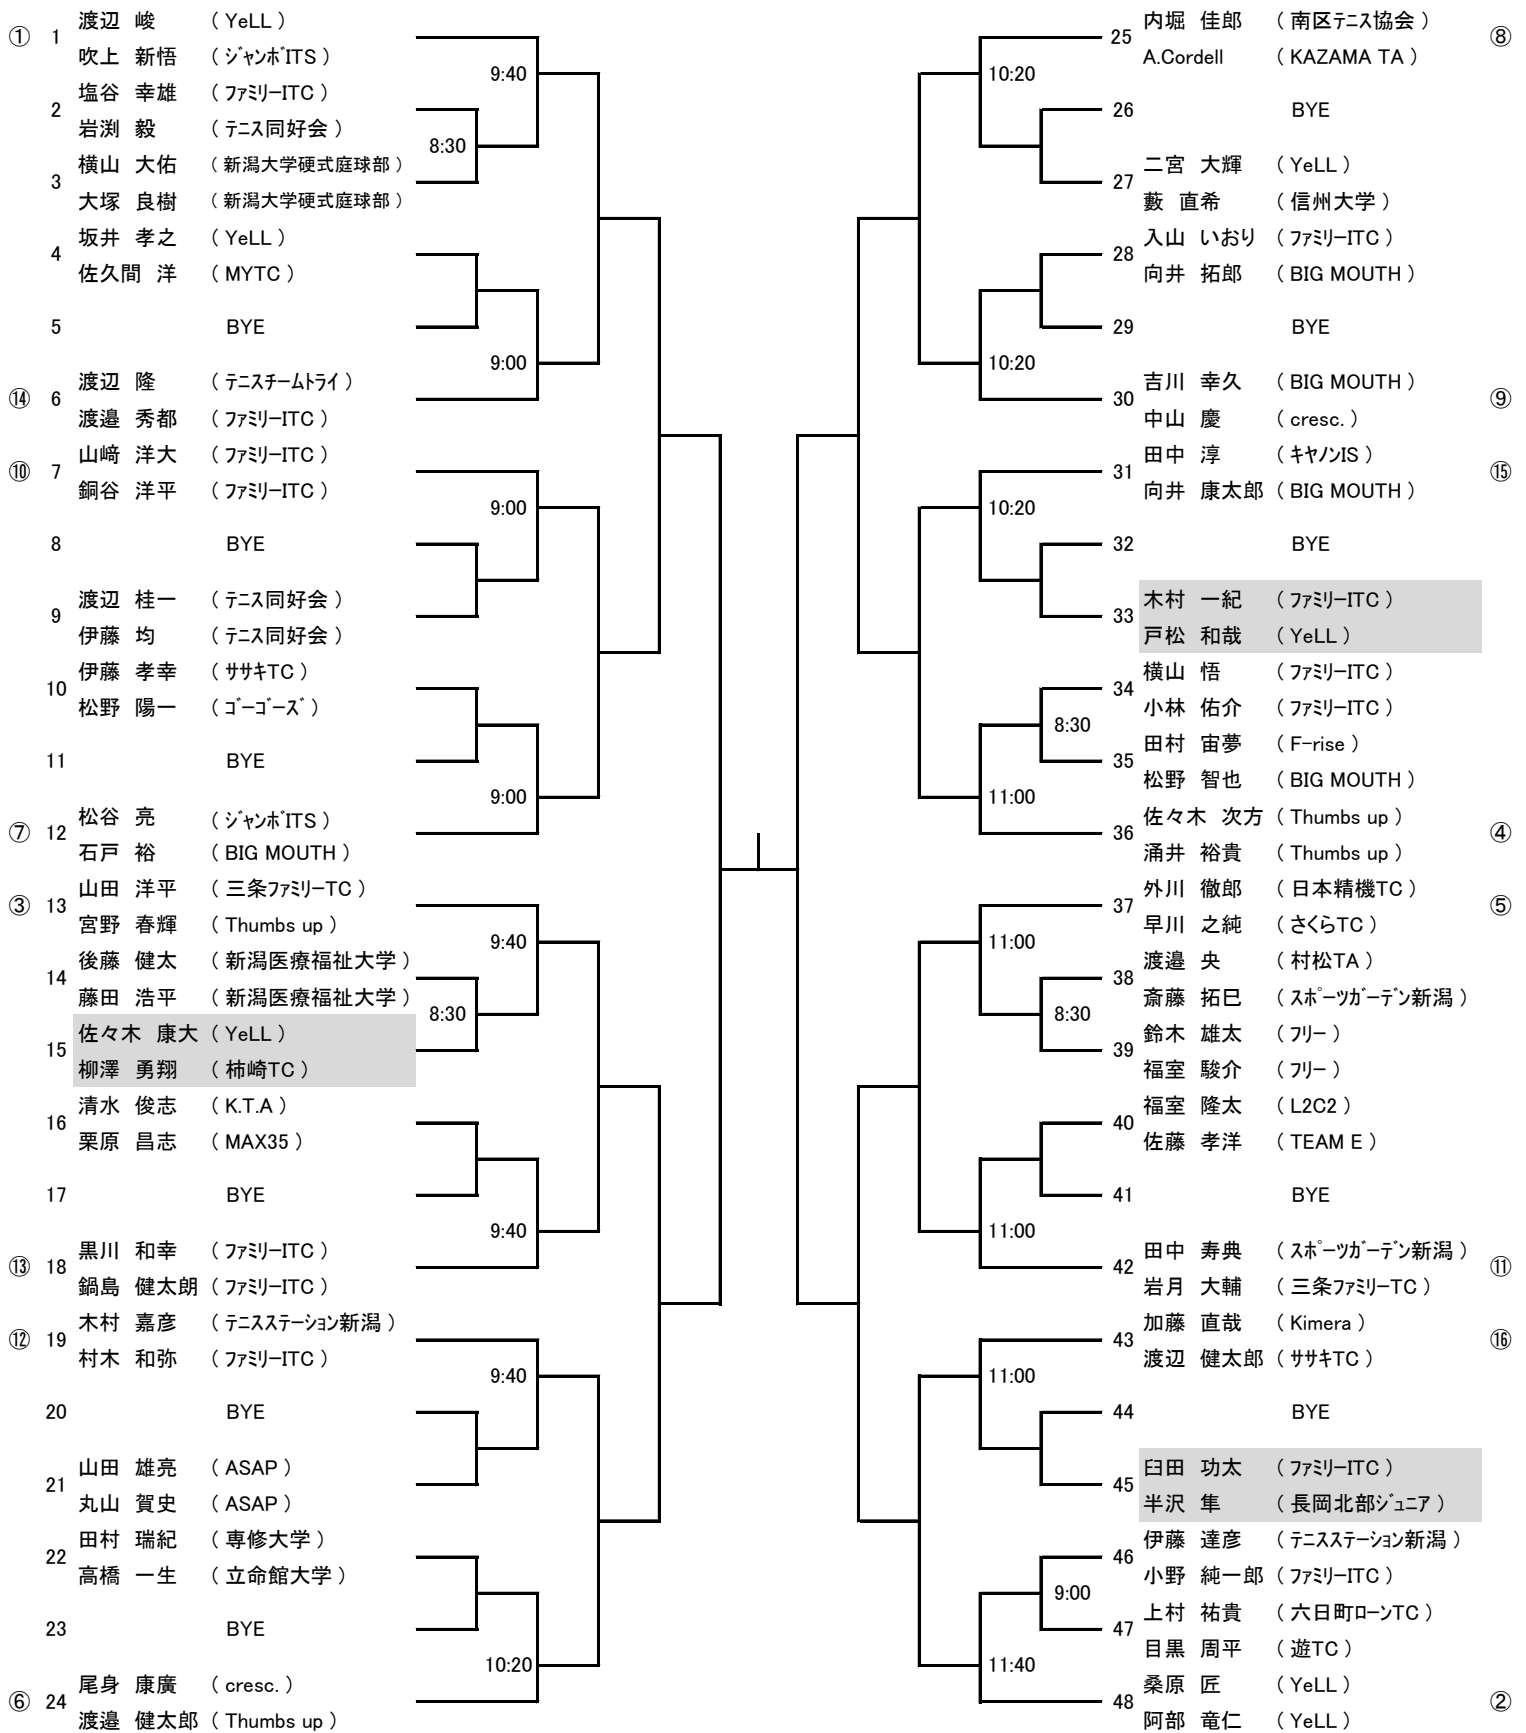 ① 1 渡辺 峻 ( YeLL )
吹上 新悟 ( ジャンボITS )
9:40
2 塩谷 幸雄 ( ファミリーITC )
岩渕 毅 ( テニス同好会 )
8:30
3 横山 大佑 ( 新潟大学硬式庭球部 )
大塚 良樹 ( 新潟大学硬式庭球部 )
4 坂井 孝之 ( YeLL )
佐久間 洋 ( MYTC )
5 BYE
9:00
⑭ 6 渡辺 隆 ( テニスチームトライ )
渡邉 秀都 ( ファミリーITC )
⑩ 7 山﨑 洋大 ( ファミリーITC )
銅谷 洋平 ( ファミリーITC )
9:00
8 BYE
9 渡辺 桂一 ( テニス同好会 )
伊藤 均 ( テニス同好会 )
10 伊藤 孝幸 ( ササキTC )
松野 陽一 ( ゴーゴーズ )
11 BYE
9:00
⑦ 12 松谷 亮 ( ジャンボITS )
石戸 裕 ( BIG MOUTH )
③ 13 山田 洋平 ( 三条ファミリーTC )
宮野 春輝 ( Thumbs up )
9:40
14 後藤 健太 ( 新潟医療福祉大学 )
藤田 浩平 ( 新潟医療福祉大学 )
8:30
15 佐々木 康大 ( YeLL )
柳澤 勇翔 ( 柿崎TC )
16 清水 俊志 ( K.T.A )
栗原 昌志 ( MAX35 )
17 BYE
9:40
⑬ 18 黒川 和幸 ( ファミリーITC )
鍋島 健太朗 ( ファミリーITC )
⑫ 19 木村 嘉彦 ( テニスステーション新潟 )
村木 和弥 ( ファミリーITC )
9:40
20 BYE
21 山田 雄亮 ( ASAP )
丸山 賀史 ( ASAP )
22 田村 瑞紀 ( 専修大学 )
高橋 一生 ( 立命館大学 )
23 BYE
10:20
⑥ 24 尾身 康廣 ( cresc. )
渡邉 健太郎 ( Thumbs up )
25 内堀 佳郎 ( 南区テニス協会 ) ⑧
A.Cordell ( KAZAMA TA )
10:20
26 BYE
27 二宮 大輝 ( YeLL )
藪 直希 ( 信州大学 )
28 入山 いおり ( ファミリーITC )
向井 拓郎 ( BIG MOUTH )
29 BYE
10:20
30 吉川 幸久 ( BIG MOUTH ) ⑨
中山 慶 ( cresc. )
31 田中 淳 ( キヤノンIS ) ⑮
向井 康太郎 ( BIG MOUTH )
10:20
32 BYE
33 木村 一紀 ( ファミリーITC )
戸松 和哉 ( YeLL )
34 横山 悟 ( ファミリーITC )
小林 佑介 ( ファミリーITC )
8:30
35 田村 宙夢 ( F-rise )
松野 智也 ( BIG MOUTH )
11:00
36 佐々木 次方 ( Thumbs up ) ④
涌井 裕貴 ( Thumbs up )
37 外川 徹郎 ( 日本精機TC ) ⑤
早川 之純 ( さくらTC )
11:00
38 渡邉 央 ( 村松TA )
斎藤 拓巳 ( スポーツガーデン新潟 )
8:30
39 鈴木 雄太 ( フリー )
福室 駿介 ( フリー )
40 福室 隆太 ( L2C2 )
佐藤 孝洋 ( TEAM E )
41 BYE
11:00
42 田中 寿典 ( スポーツガーデン新潟 ) ⑪
岩月 大輔 ( 三条ファミリーTC )
43 加藤 直哉 ( Kimera ) ⑯
渡辺 健太郎 ( ササキTC )
11:00
44 BYE
45 臼田 功太 ( ファミリーITC )
半沢 隼 ( 長岡北部ジュニア )
46 伊藤 達彦 ( テニスステーション新潟 )
小野 純一郎 ( ファミリーITC )
9:00
47 上村 祐貴 ( 六日町ローンTC )
目黒 周平 ( 遊TC )
11:40
48 桑原 匠 ( YeLL ) ②
阿部 竜仁 ( YeLL )